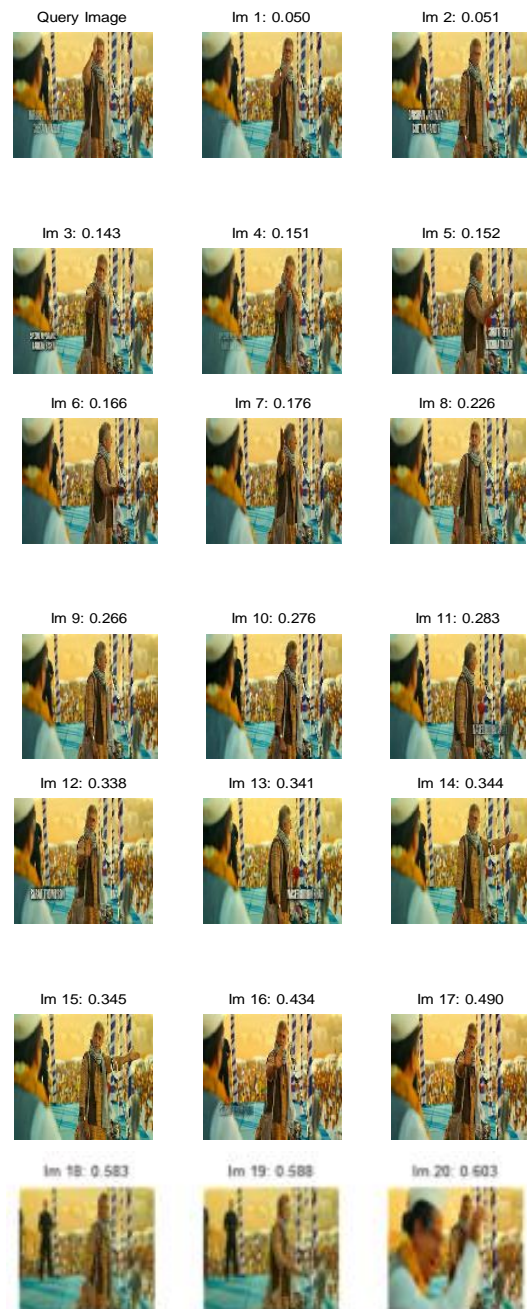 Query Image
Im 1: 0.050
Im 2: 0.051
Im 3: 0.143
Im 4: 0.151
Im 5: 0.152
Im 6: 0.166
Im 7: 0.176
Im 8: 0.226
Im 9: 0.266
Im 10: 0.276
Im 11: 0.283
Im 12: 0.338
Im 13: 0.341
Im 14: 0.344
Im 15: 0.345
Im 16: 0.434
Im 17: 0.490
Im 18: 0.583
Im 19: 0.588
Im 20: 0.603